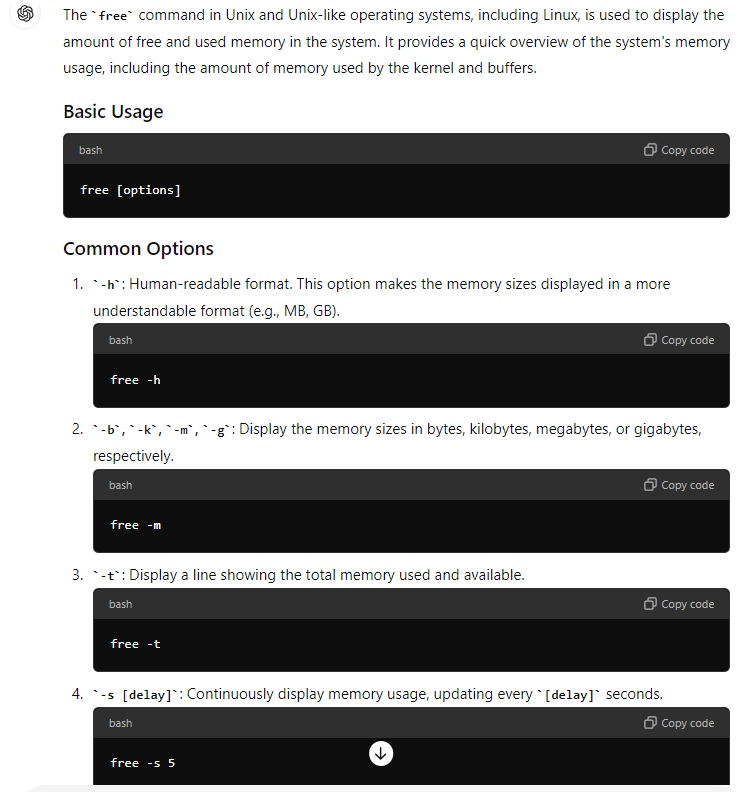 The `free` command in Unix and Unix-like operating systems, including Linux, is used to display the
amount of free and used memory in the system. It provides a quick overview of the system's memory
usage, including the amount of memory used by the kernel and buffers.
Basic Usage
bash Copy code
free [options]
Common Options
1. `-h`: Human-readable format. This option makes the memory sizes displayed in a more
understandable format (e.g., MB, GB).
bash Copy code
free -h
2. `-b`, `-k`, `-m`, `-g`: Display the memory sizes in bytes, kilobytes, megabytes, or gigabytes,
respectively.
bash Copy code
free -m
3. `-t`: Display a line showing the total memory used and available.
bash Copy code
free -t
4. `-s [delay]`: Continuously display memory usage, updating every `[delay]` seconds.
bash Copy code
free -s 5